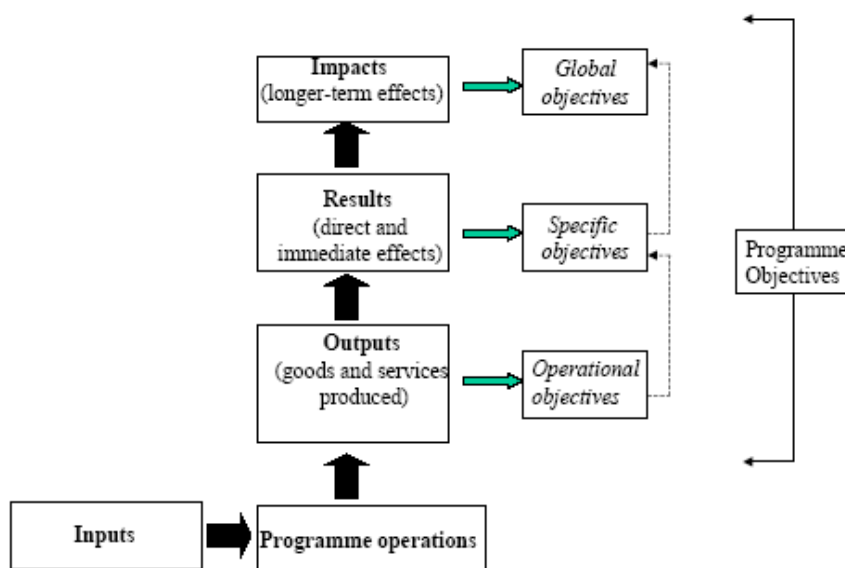 Impacts
(longer-term effects)
Global
objectives
Results
(direct and
immediate effects)
Specific
objectives
Programme
Objectives
Outputs
(goods and services
produced)
Operational
objectives
Inputs
Programme operations